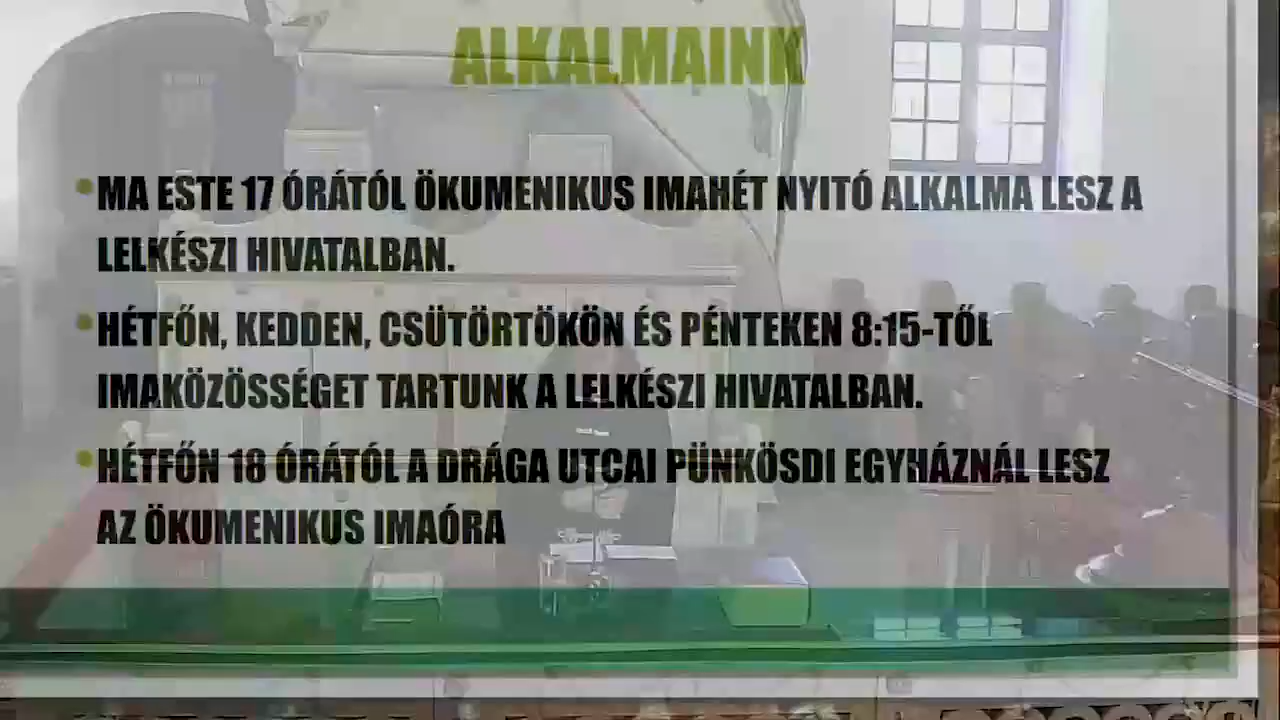 ALKALMAINK
•MA ESTE 17 ÓRÁTÓL ÖKUMENIKUS IMAHÉT NYITÓ ALKALMA LESZ A
LELKÉSZI HIVATALBAN.
•HÉTFŐN, KEDDEN, CSÜTÖRTÖKÖN ÉS PÉNTEKEN 8:15-TŐL
IMAKÖZÖSSÉGET TARTUNK A LELKÉSZI HIVATALBAN.
•HÉTFŐN 18 ÓRÁTÓL A DRÁGA UTCAI PÜNKÖSDI EGYHÁZNÁL LESZ
AZ ÖKUMENIKUS IMAÓRA